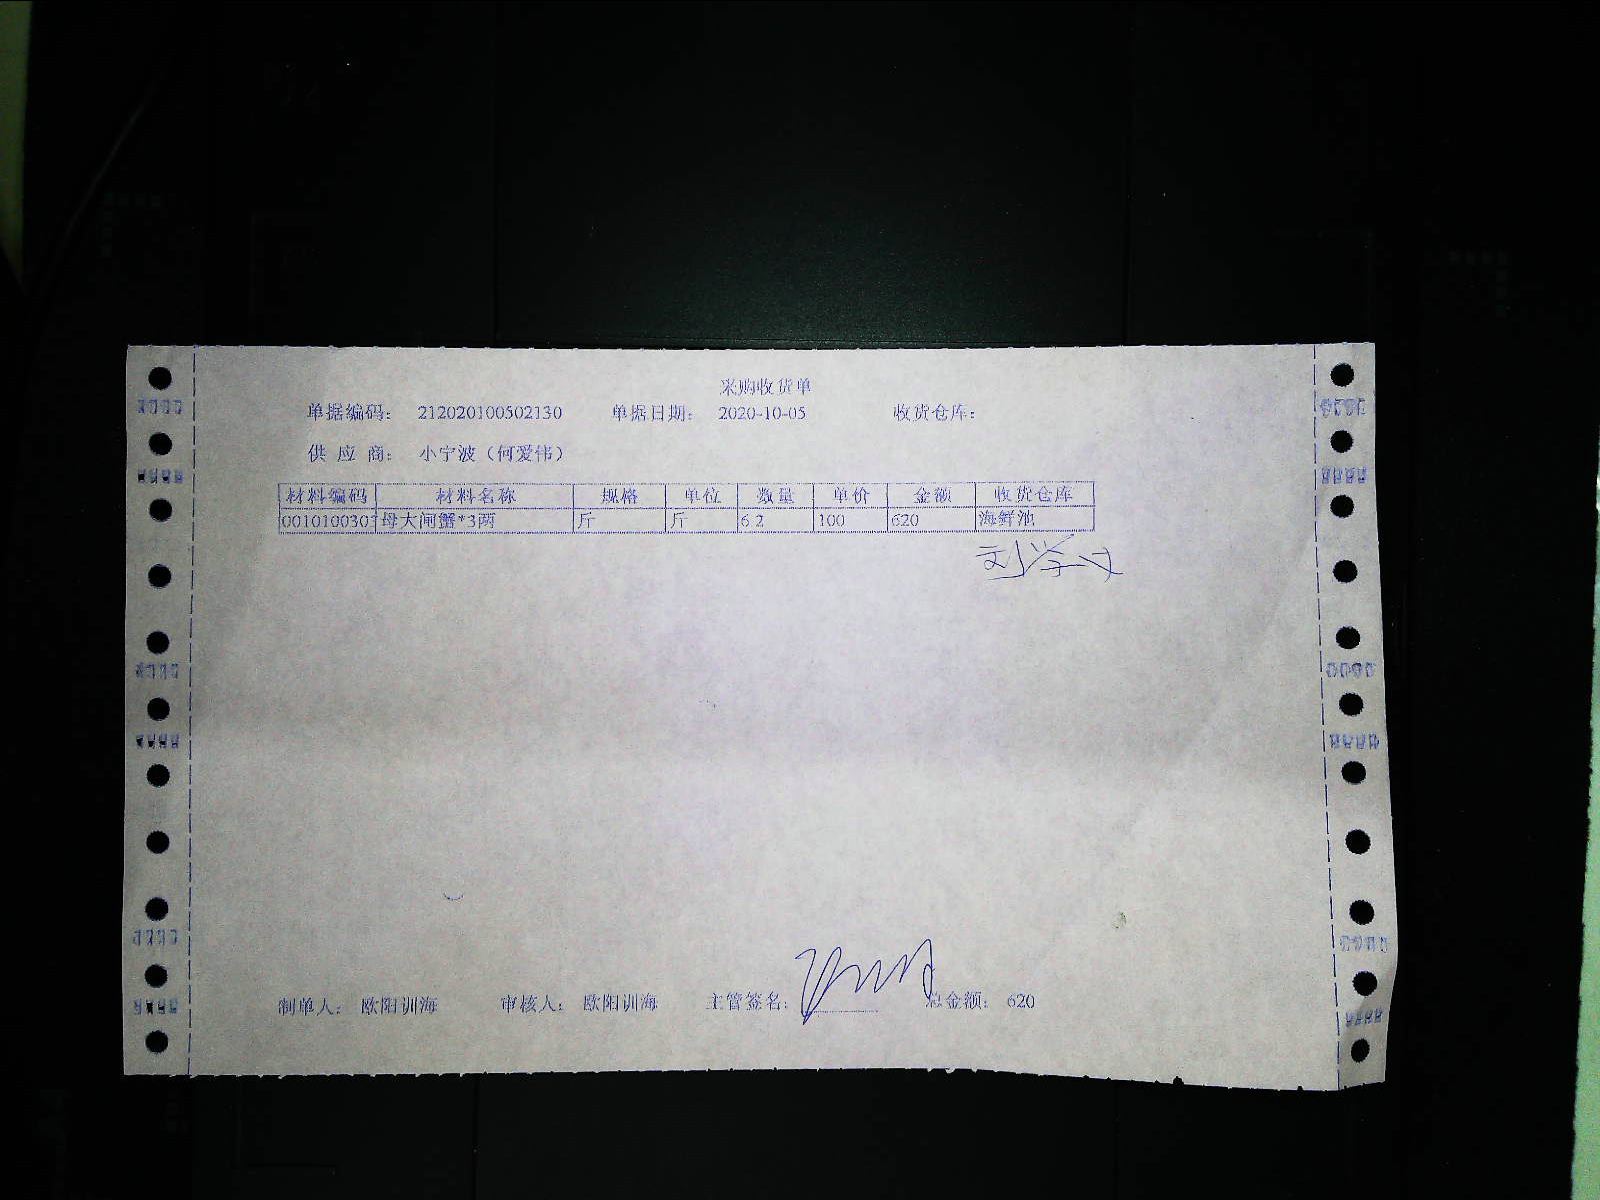 采购收货单
单据编码: 212020100502130 单据日期: 2020-10-05 收货仓库:
供 应 商: 小宁波（何爱伟）
材料编码 材料名称 规格 单位 数量 单价 金额 收货仓库
001010030 母大闸蟹*3两 斤 斤 6.2 100 620 海鲜池
制单人: 欧阳训海 审核人: 欧阳训海 主管签名: 总金额: 620